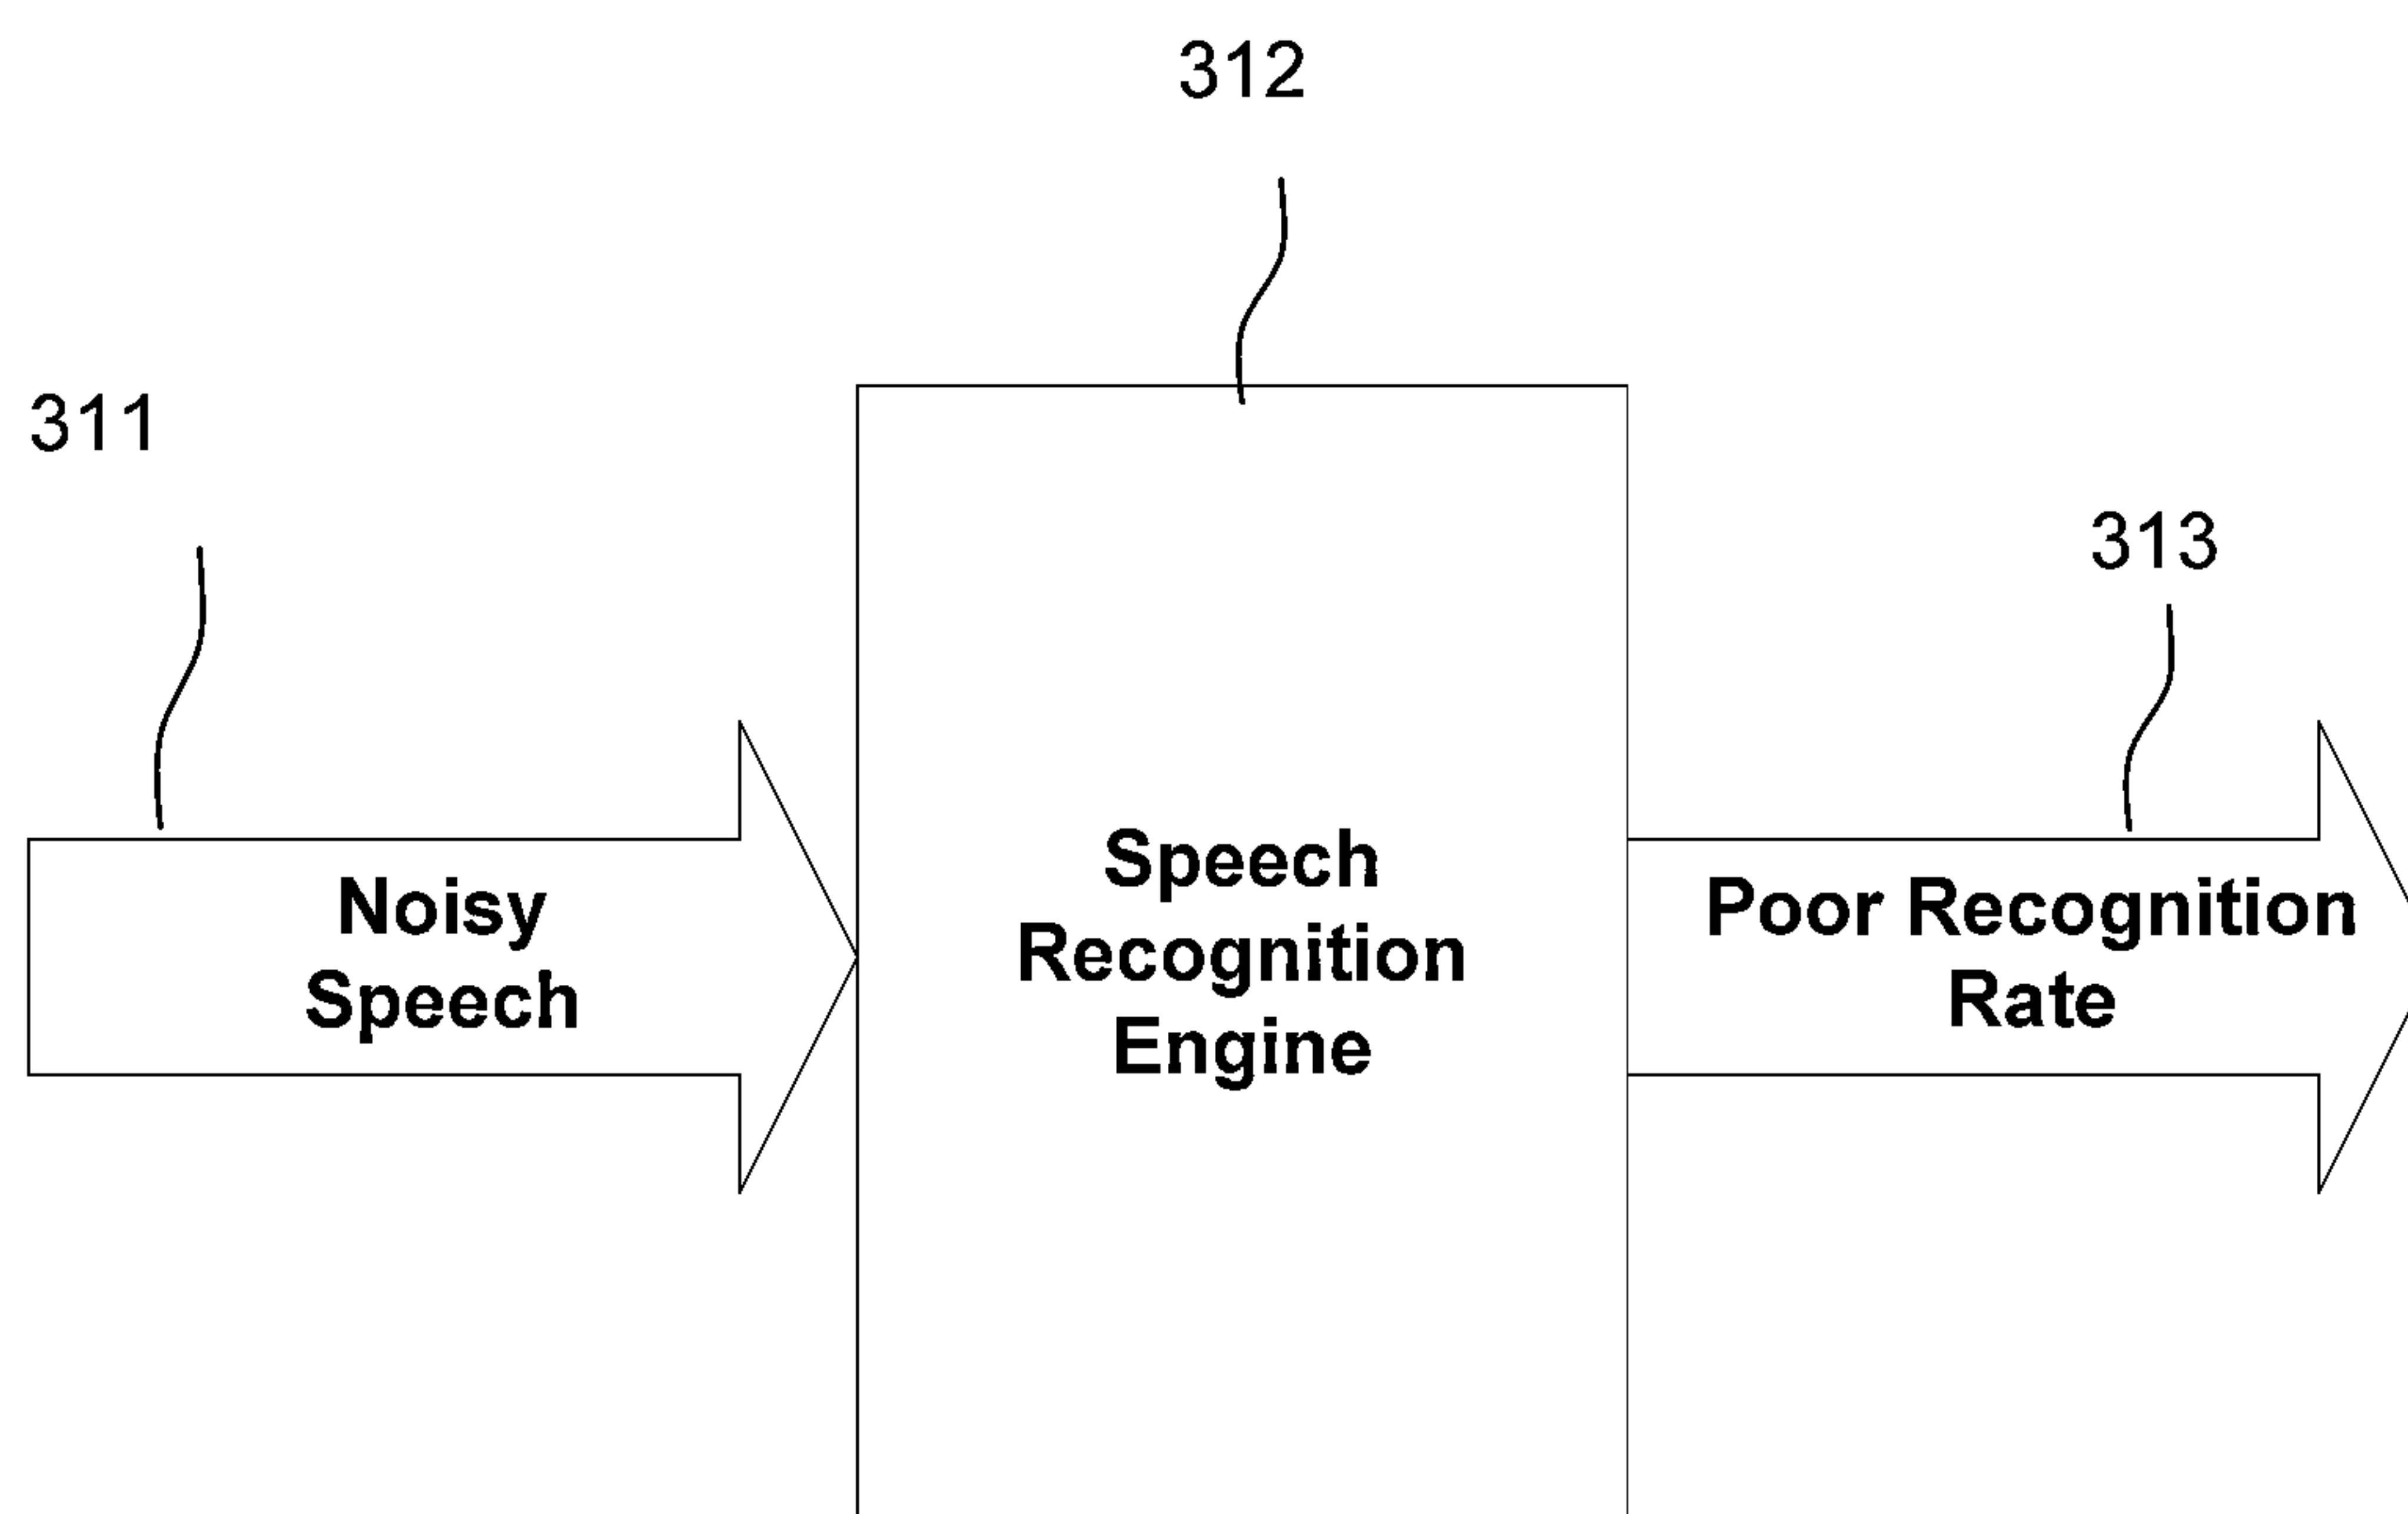 312
311
313
Noisy
Speech
Speech
Recognition
Engine
Poor Recognition
Rate